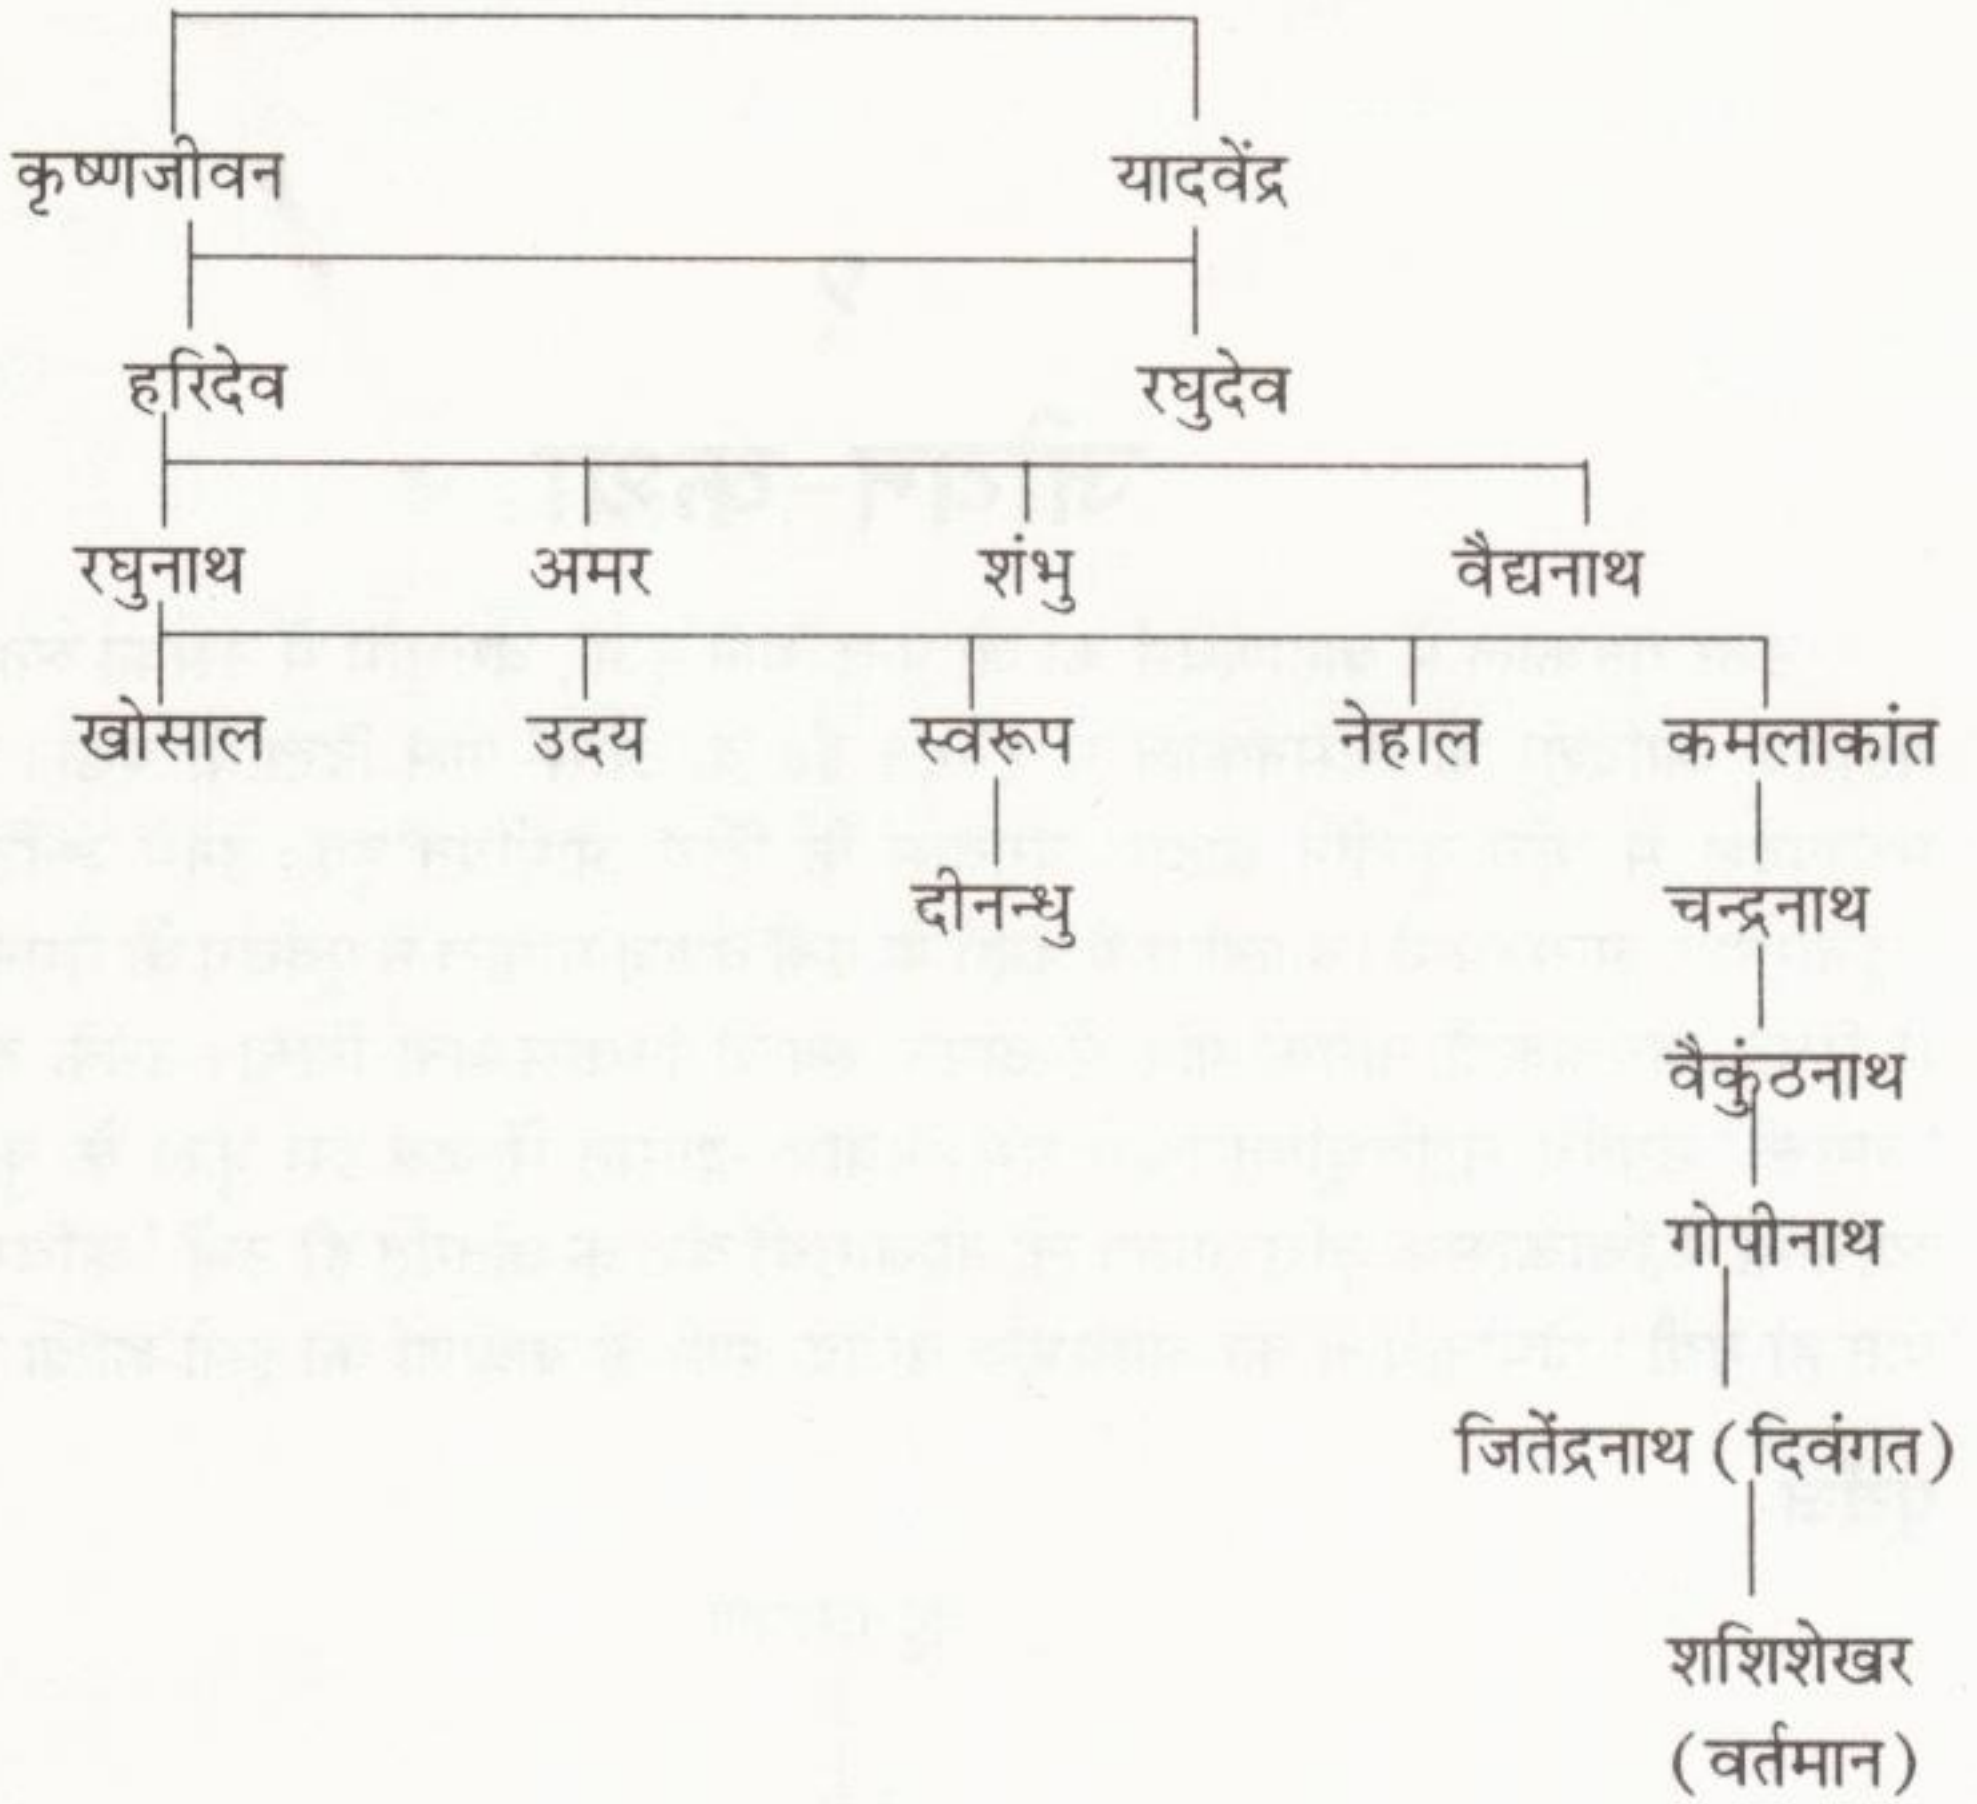 कृष्णजीवन यादवेंद्र
हरिदेव रघुदेव
रघुनाथ अमर शंभु वैद्यनाथ
खोसाल उदय स्वरूप नेहाल कमलाकांत
दीनन्धु चन्द्रनाथ
वैकुंठनाथ
गोपीनाथ
जितेंद्रनाथ (दिवंगत)
शशिशेखर
(वर्तमान)